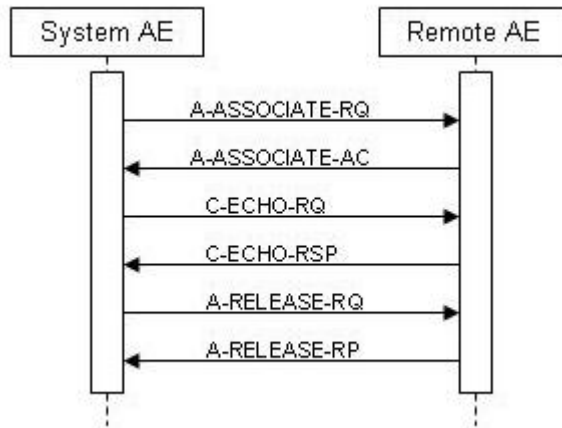 System AE
Remote AE
A-ASSOCIATE-RQ
A-ASSOCIATE-AC
C-ECHO-RQ
C-ECHO-RSP
A-RELEASE-RQ
A-RELEASE-RP